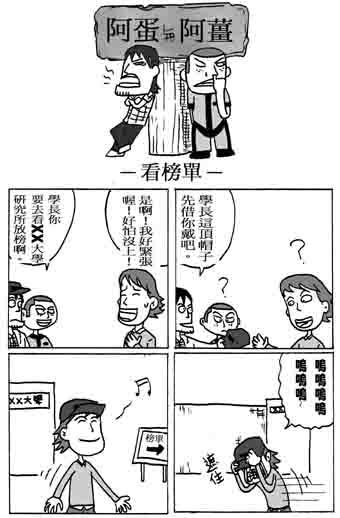 阿蛋與阿薑
–看榜單–
學長你
要去看XX大學
研究所放榜啊
是啊！我好緊張
喔！好怕沒上！
學長這頂帽子
先借你戴吧。
?
?
XX大學
榜單
嗚嗚嗚嗚
嗚嗚嗚
遮住